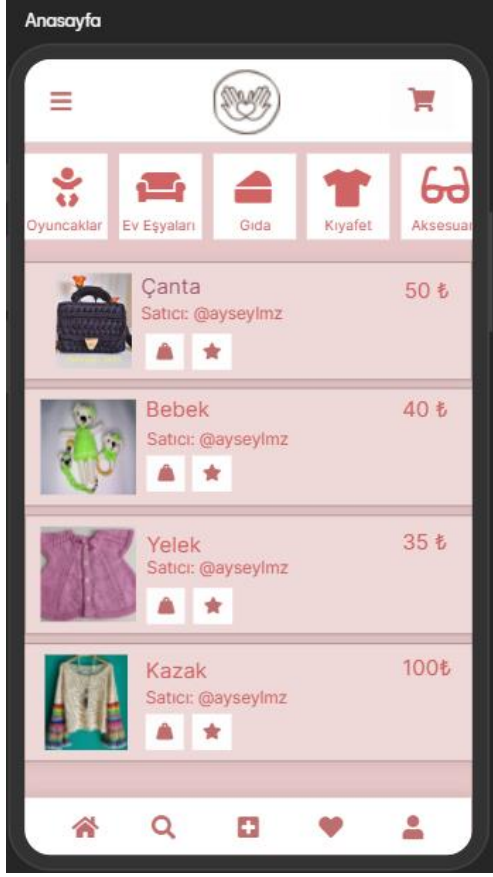 Anasayfa
Oyuncaklar
Ev Eşyaları
Gıda
Kıyafet
Aksesuar
Çanta
50 ₺
Satıcı: @ayseylmz
Bebek
40 ₺
Satıcı: @ayseylmz
Yelek
35 ₺
Satıcı: @ayseylmz
Kazak
100₺
Satıcı: @ayseylmz